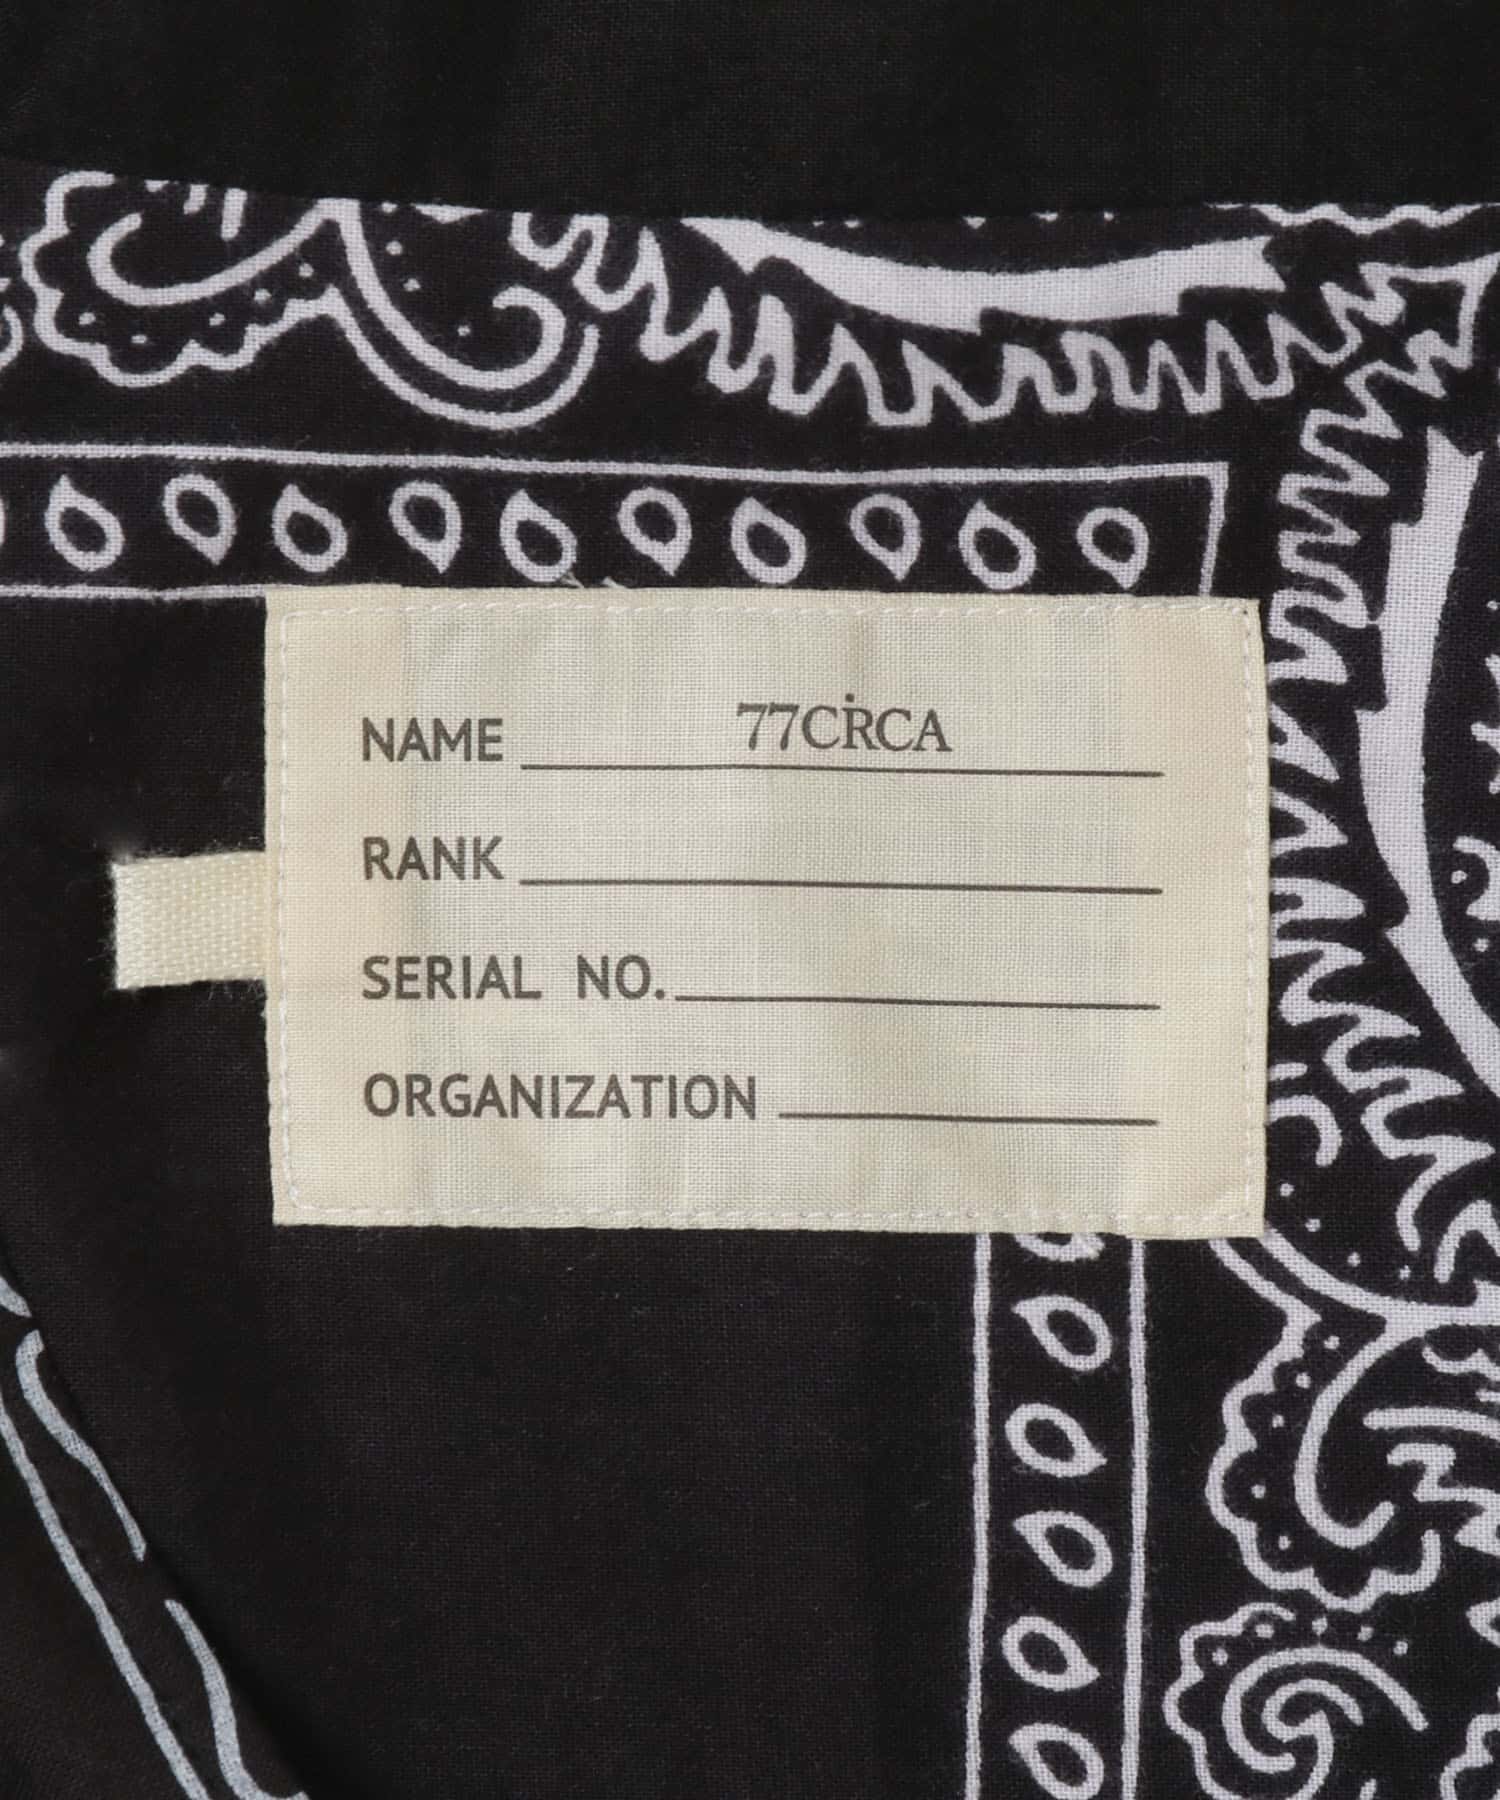 NAME 77CIRCA
RANK
SERIAL NO.
ORGANIZATION